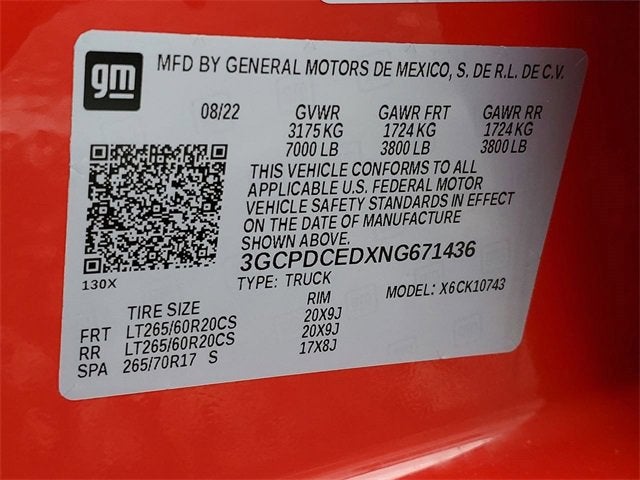 gm
MFD BY GENERAL MOTORS DE MEXICO, S. DE R.L. DE C.V.
08/22 GVWR GAWR FRT GAWR RR
3175 KG 1724 KG 1724 KG
7000 LB 3800 LB 3800 LB
THIS VEHICLE CONFORMS TO ALL
APPLICABLE U.S. FEDERAL MOTOR
VEHICLE SAFETY STANDARDS IN EFFECT
ON THE DATE OF MANUFACTURE
SHOWN ABOVE.
3GCPDCEDXNG671436
130X TYPE: TRUCK MODEL: X6CK10743
TIRE SIZE RIM
FRT LT265/60R20CS 20X9J
RR LT265/60R20CS 20X9J
SPA 265/70R17 S 17X8J